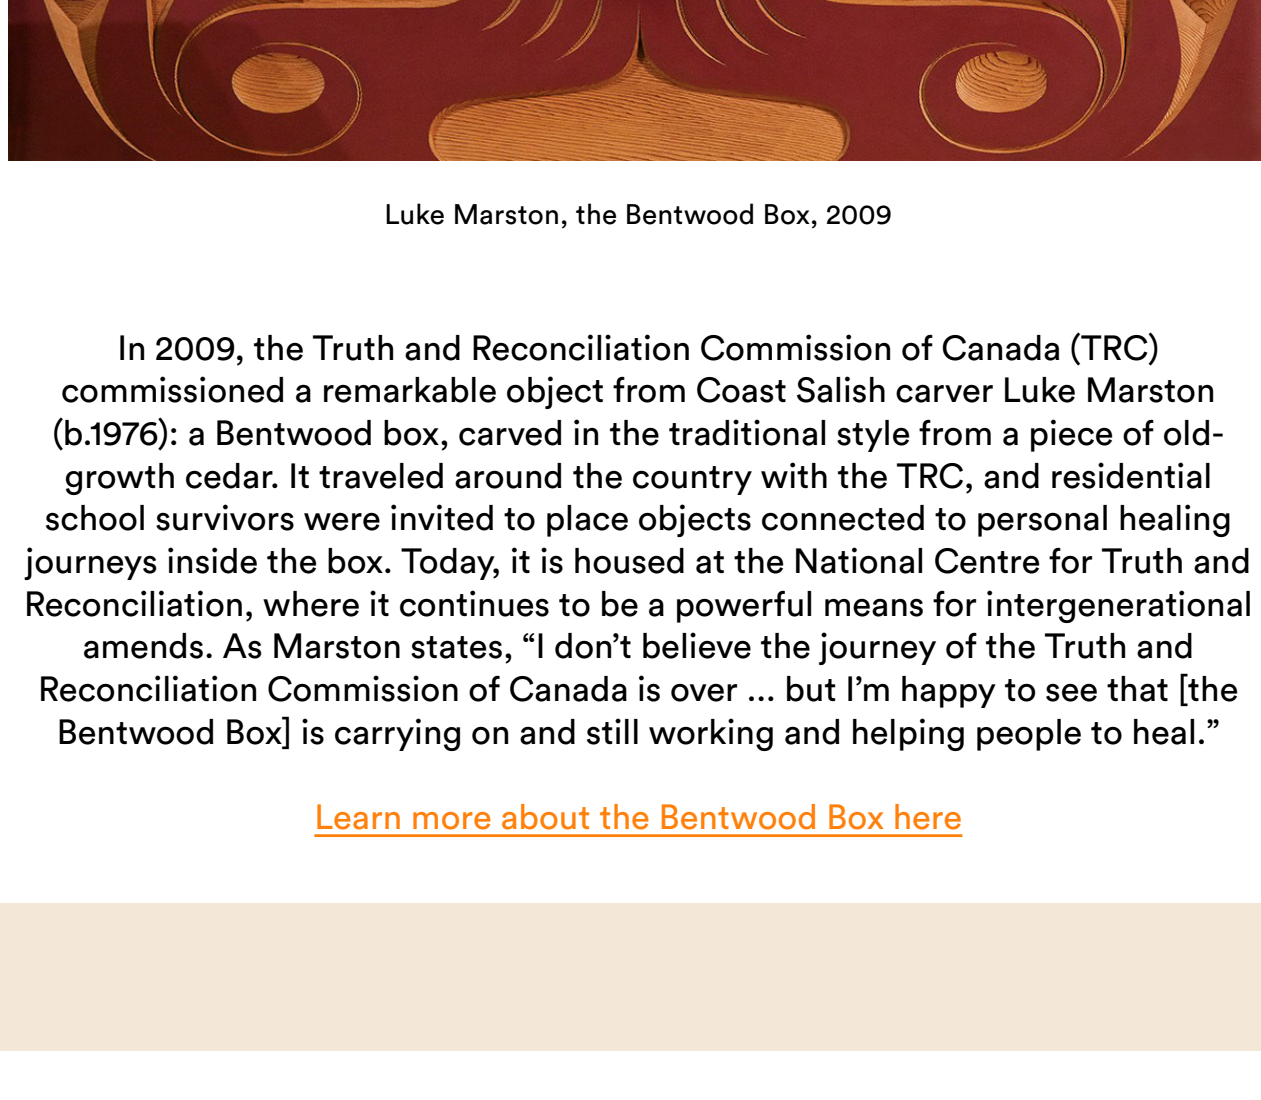 Luke Marston, the Bentwood Box, 2009
In 2009, the Truth and Reconciliation Commission of Canada (TRC)
commissioned a remarkable object from Coast Salish carver Luke Marston
(b.1976): a Bentwood box, carved in the traditional style from a piece of old-
growth cedar. It traveled around the country with the TRC, and residential
school survivors were invited to place objects connected to personal healing
journeys inside the box. Today, it is housed at the National Centre for Truth and
Reconciliation, where it continues to be a powerful means for intergenerational
amends. As Marston states, “I don’t believe the journey of the Truth and
Reconciliation Commission of Canada is over ... but I’m happy to see that [the
Bentwood Box] is carrying on and still working and helping people to heal.”
Learn more about the Bentwood Box here